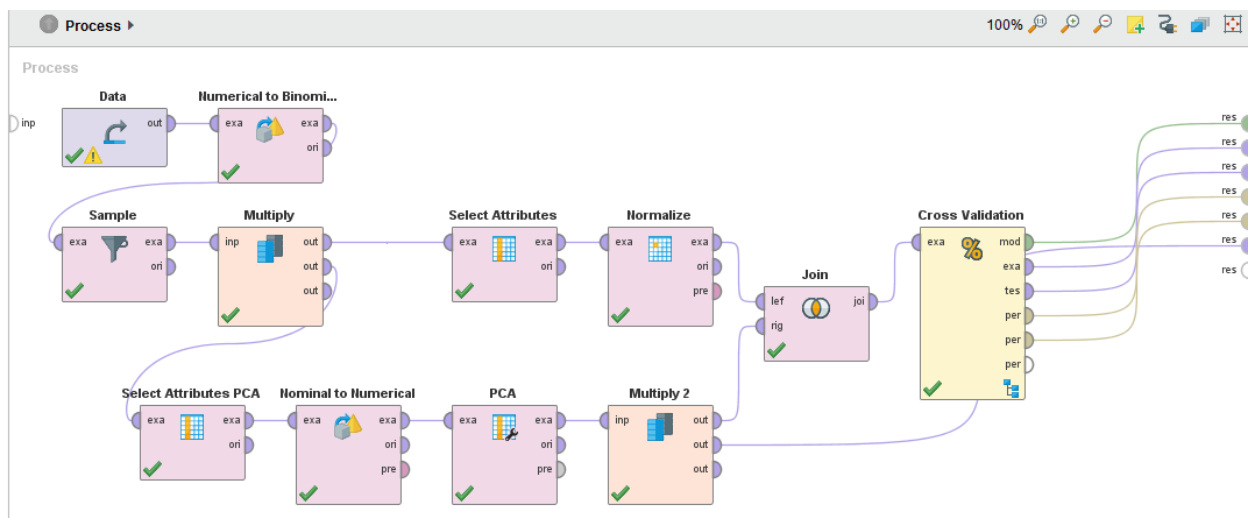 Process
100%
Process
inp
Data
out
Numerical to Binomi...
exa exa
ori
Sample
exa exa
ori
Multiply
inp out
out
out
Select Attributes
exa exa
ori
Normalize
exa exa
ori
pre
Join
lef joi
rig
Cross Validation
exa % mod
exa
tes
per
per
per
res
res
res
res
res
res
res
Select Attributes PCA
exa exa
ori
Nominal to Numerical
exa exa
ori
pre
PCA
exa exa
ori
pre
Multiply 2
inp out
out
out